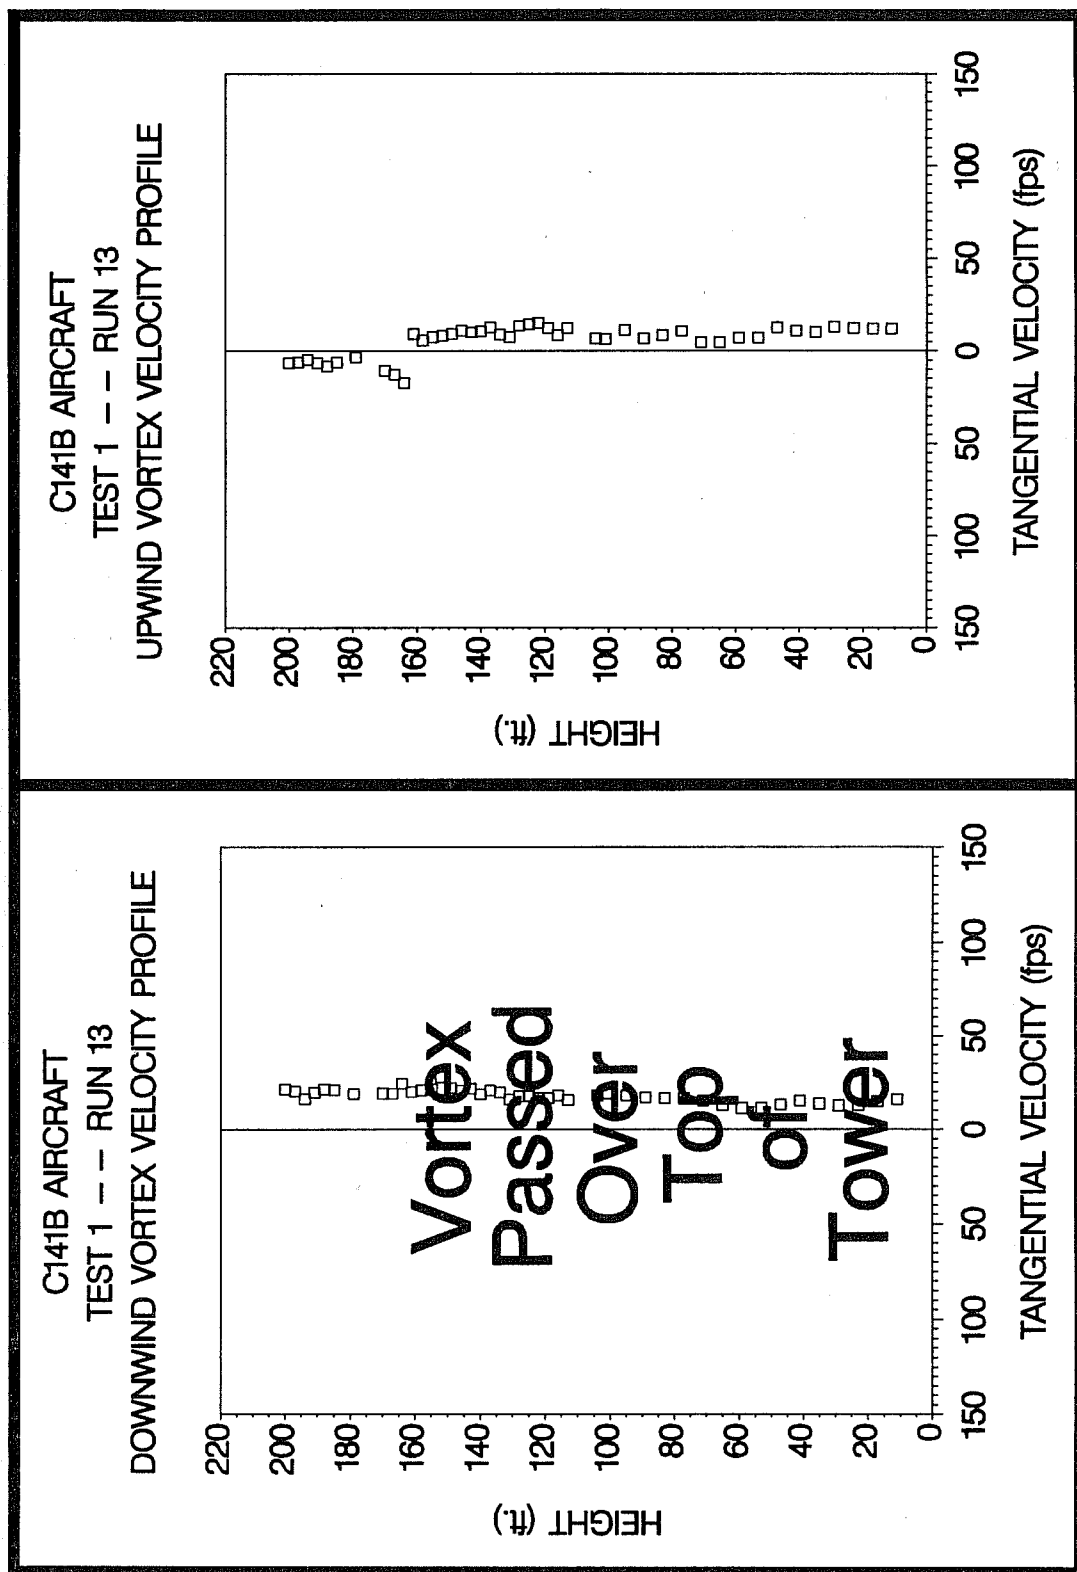 C141B AIRCRAFT
TEST 1 -- RUN 13
DOWNWIND VORTEX VELOCITY PROFILE
220
200
180
160
140
120
100
80
60
40
20
0
HEIGHT (ft.)
Vortex
Passed
Over
Top
of
Tower
150
100
50
0
50
100
150
TANGENTIAL VELOCITY (fps)
C141B AIRCRAFT
TEST 1 -- RUN 13
UPWIND VORTEX VELOCITY PROFILE
220
200
180
160
140
120
100
80
60
40
20
0
HEIGHT (ft.)
150
100
50
0
50
100
150
TANGENTIAL VELOCITY (fps)